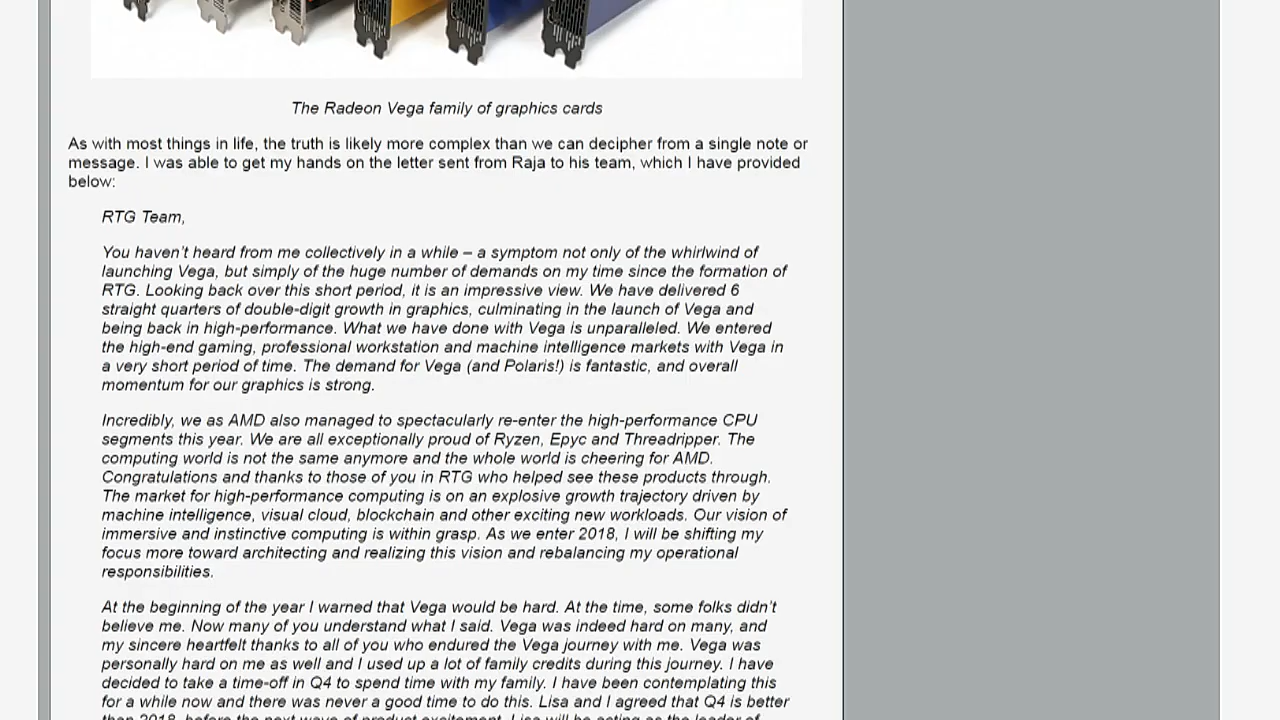 The Radeon Vega family of graphics cards
As with most things in life, the truth is likely more complex than we can decipher from a single note or
message. I was able to get my hands on the letter sent from Raja to his team, which I have provided
below:
RTG Team,
You haven't heard from me collectively in a while – a symptom not only of the whirlwind of
launching Vega, but simply of the huge number of demands on my time since the formation of
RTG. Looking back over this short period, it is an impressive view. We have delivered 6
straight quarters of double-digit growth in graphics, culminating in the launch of Vega and
being back in high-performance. What we have done with Vega is unparalleled. We entered
the high-end gaming, professional workstation and machine intelligence markets with Vega in
a very short period of time. The demand for Vega (and Polaris!) is fantastic, and overall
momentum for our graphics is strong.
Incredibly, we as AMD also managed to spectacularly re-enter the high-performance CPU
segments this year. We are all exceptionally proud of Ryzen, Epyc and Threadripper. The
computing world is not the same anymore and the whole world is cheering for AMD.
Congratulations and thanks to those of you in RTG who helped see these products through.
The market for high-performance computing is on an explosive growth trajectory driven by
machine intelligence, visual cloud, blockchain and other exciting new workloads. Our vision of
immersive and instinctive computing is within grasp. As we enter 2018, I will be shifting my
focus more toward architecting and realizing this vision and rebalancing my operational
responsibilities.
At the beginning of the year I warned that Vega would be hard. At the time, some folks didn't
believe me. Now many of you understand what I said. Vega was indeed hard on many, and
my sincere heartfelt thanks to all of you who endured the Vega journey with me. Vega was
personally hard on me as well and I used up a lot of family credits during this journey. I have
decided to take a time-off in Q4 to spend time with my family. I have been contemplating this
for a while now and there was never a good time to do this. Lisa and I agreed that Q4 is better
than 2018, before the next wave of product excitement. Lisa will be acting as the leader of